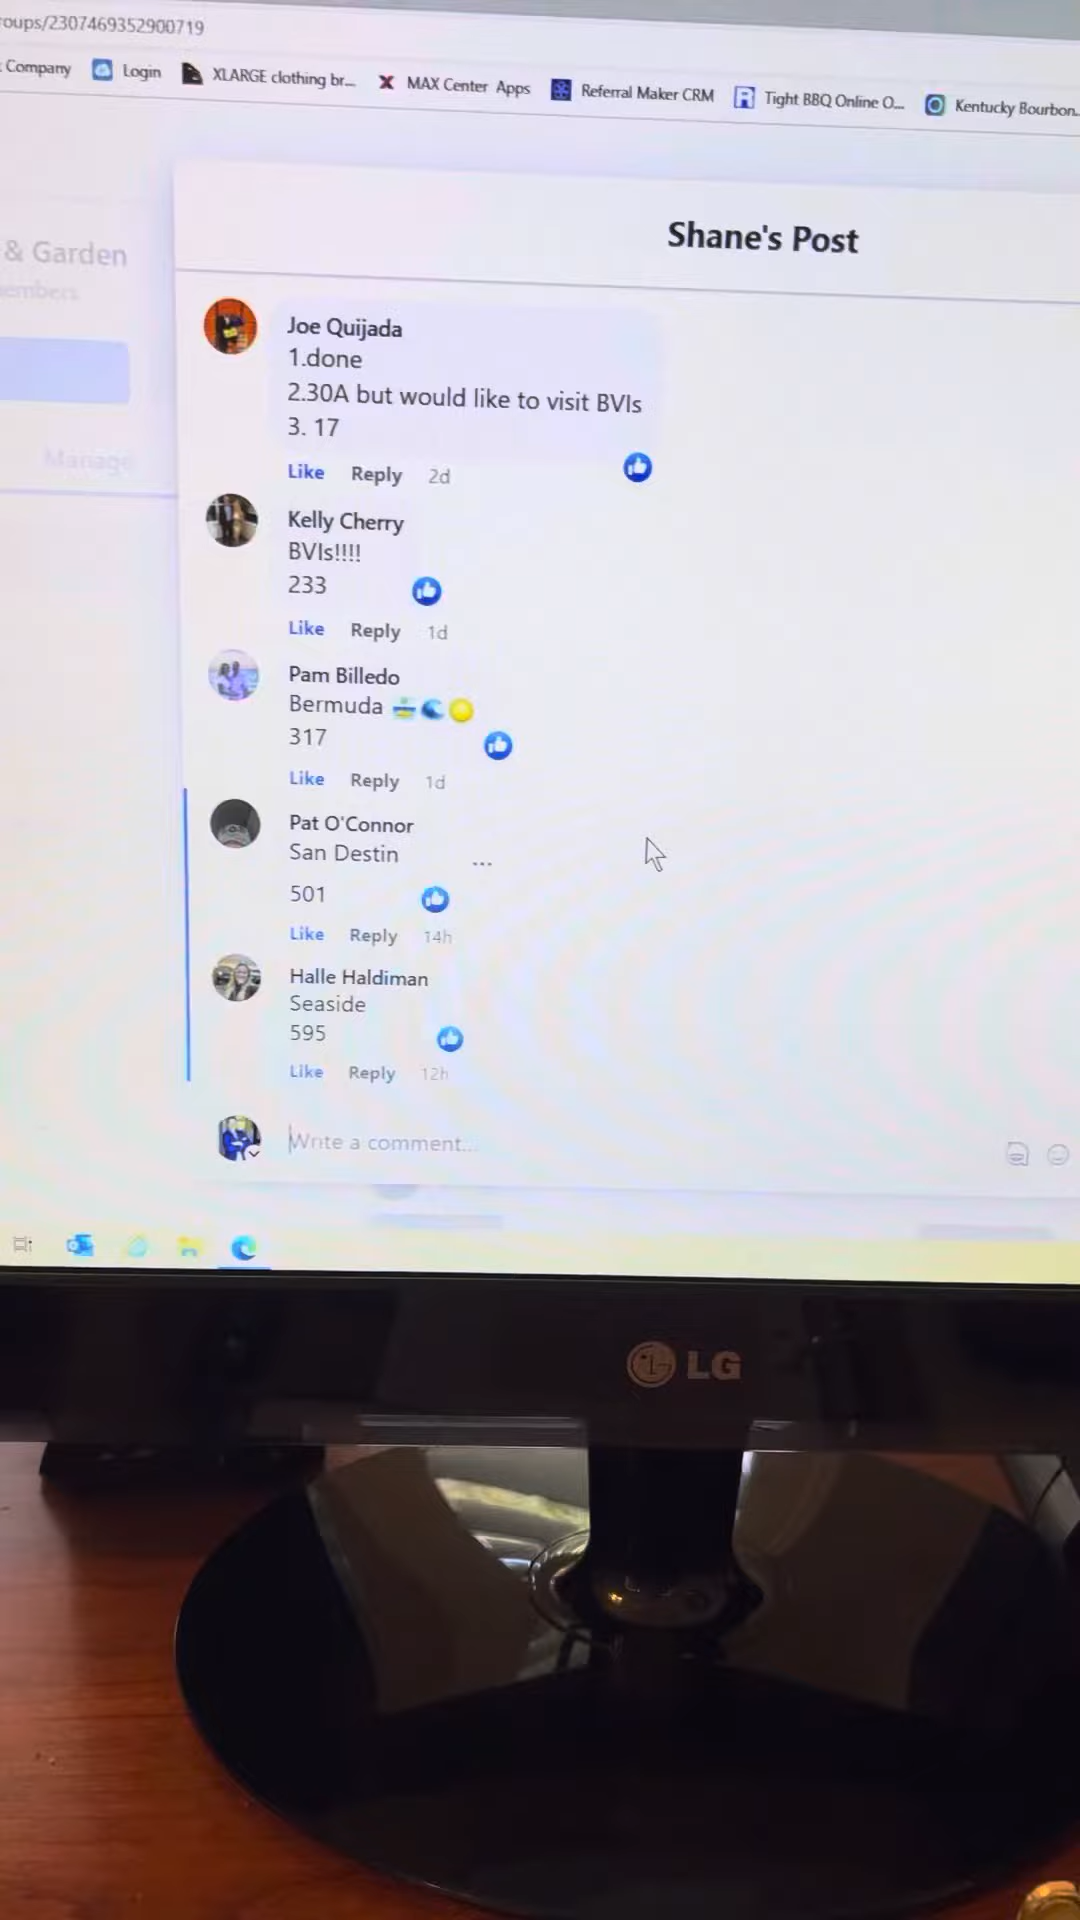 roups/2307469352900719
Company Login XLARGE clothing br... MAX Center Apps Referral Maker CRM Tight BBQ Online O... Kentucky Bourbon...
& Garden
embers
Manage
Shane's Post
Joe Quijada
1.done
2.30A but would like to visit BVIs
3. 17
Like Reply 2d
Kelly Cherry
BVIs!!!!
233
Like Reply 1d
Pam Billedo
Bermuda 🏝️🌊🌞
317
Like Reply 1d
Pat O'Connor
San Destin ...
501
Like Reply 14h
Halle Haldiman
Seaside
595
Like Reply 12h
Write a comment...
LG